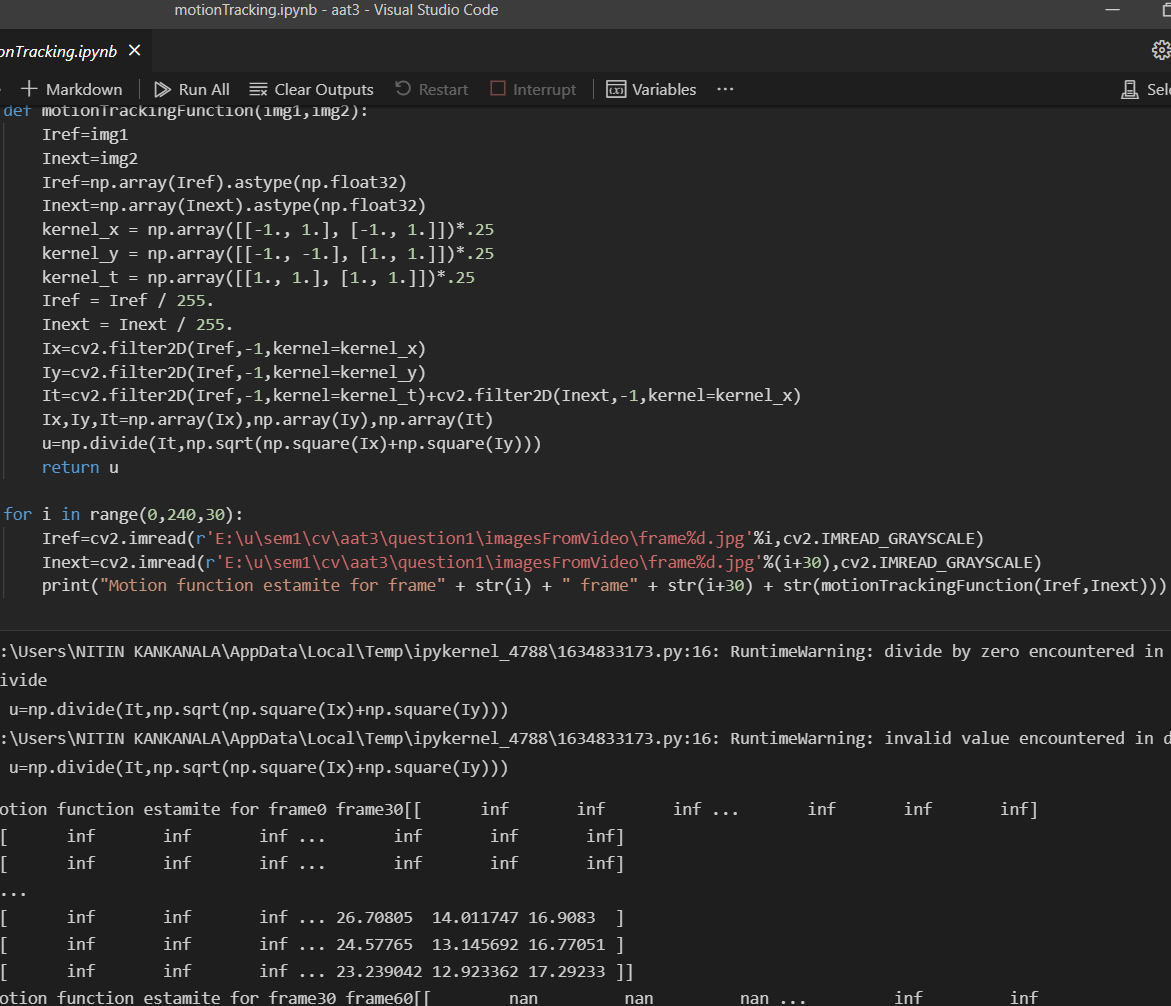 motionTracking.ipynb - aat3 - Visual Studio Code
onTracking.ipynb
Markdown Run All Clear Outputs Restart Interrupt Variables ... Sele
def motionTrackingFunction(img1,img2):
    Iref=img1
    Inext=img2
    Iref=np.array(Iref).astype(np.float32)
    Inext=np.array(Inext).astype(np.float32)
    kernel_x = np.array([[-1., 1.], [-1., 1.]])*.25
    kernel_y = np.array([[-1., -1.], [1., 1.]])*.25
    kernel_t = np.array([[1., 1.], [1., 1.]])*.25
    Iref = Iref / 255.
    Inext = Inext / 255.
    Ix=cv2.filter2D(Iref,-1,kernel=kernel_x)
    Iy=cv2.filter2D(Iref,-1,kernel=kernel_y)
    It=cv2.filter2D(Iref,-1,kernel=kernel_t)+cv2.filter2D(Inext,-1,kernel=kernel_x)
    Ix,Iy,It=np.array(Ix),np.array(Iy),np.array(It)
    u=np.divide(It,np.sqrt(np.square(Ix)+np.square(Iy)))
    return u
for i in range(0,240,30):
    Iref=cv2.imread(r'E:\u\sem1\cv\aat3\question1\imagesFromVideo\frame%d.jpg'%i,cv2.IMREAD_GRAYSCALE)
    Inext=cv2.imread(r'E:\u\sem1\cv\aat3\question1\imagesFromVideo\frame%d.jpg'%(i+30),cv2.IMREAD_GRAYSCALE)
    print("Motion function estamite for frame" + str(i) + " frame" + str(i+30) + str(motionTrackingFunction(Iref,Inext)))
:\Users\NITIN KANKANALA\AppData\Local\Temp\ipykernel_4788\1634833173.py:16: RuntimeWarning: divide by zero encountered in
ivide
 u=np.divide(It,np.sqrt(np.square(Ix)+np.square(Iy)))
:\Users\NITIN KANKANALA\AppData\Local\Temp\ipykernel_4788\1634833173.py:16: RuntimeWarning: invalid value encountered in d
 u=np.divide(It,np.sqrt(np.square(Ix)+np.square(Iy)))
otion function estamite for frame0 frame30[[ inf inf inf ... inf inf inf]
[ inf inf inf ... inf inf inf]
[ inf inf inf ... inf inf inf]
...
[ inf inf inf ... 26.70805 14.011747 16.9083 ]
[ inf inf inf ... 24.57765 13.145692 16.77051 ]
[ inf inf inf ... 23.239042 12.923362 17.29233 ]]
otion function estamite for frame30 frame60[[ nan nan nan ... inf inf